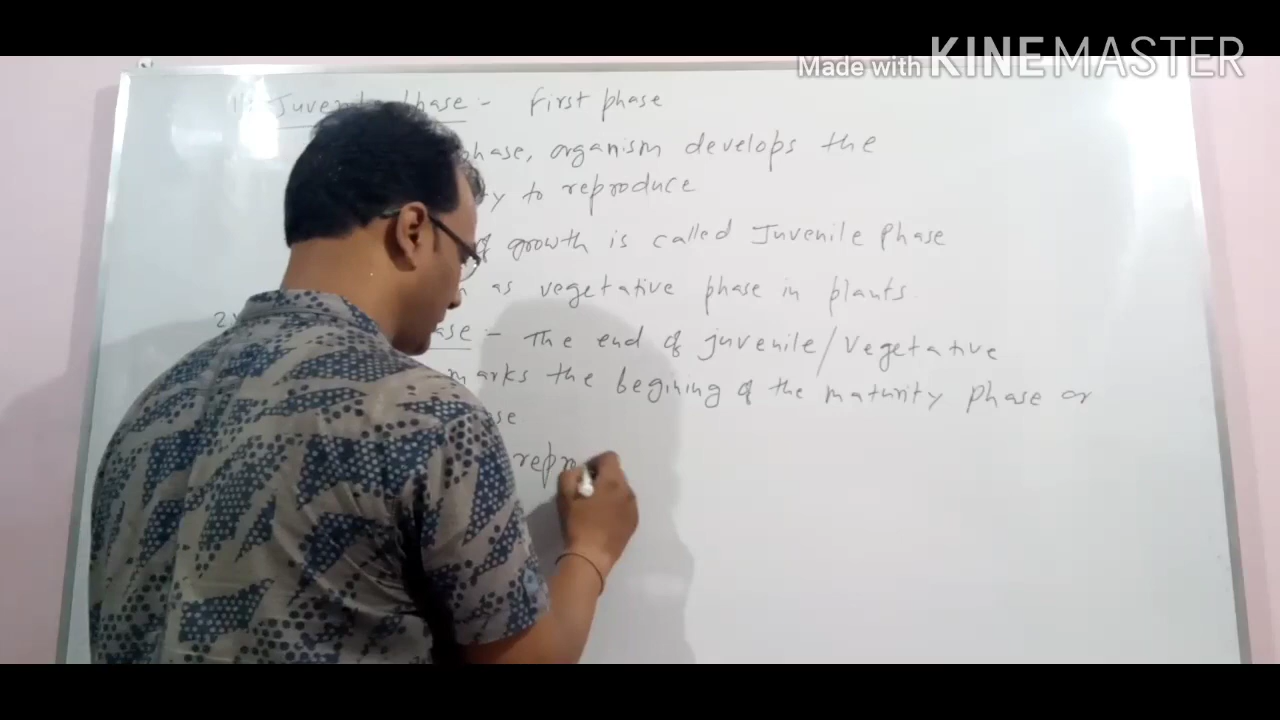 Made with KINEMASTER
1). Juvenile Phase :- First phase
phase, organism develops the
to reproduce
of growth is called Juvenile Phase
as vegetative phase in plants.
2) :- The end of juvenile/vegetative
marks the begining of the maturity phase or
repro